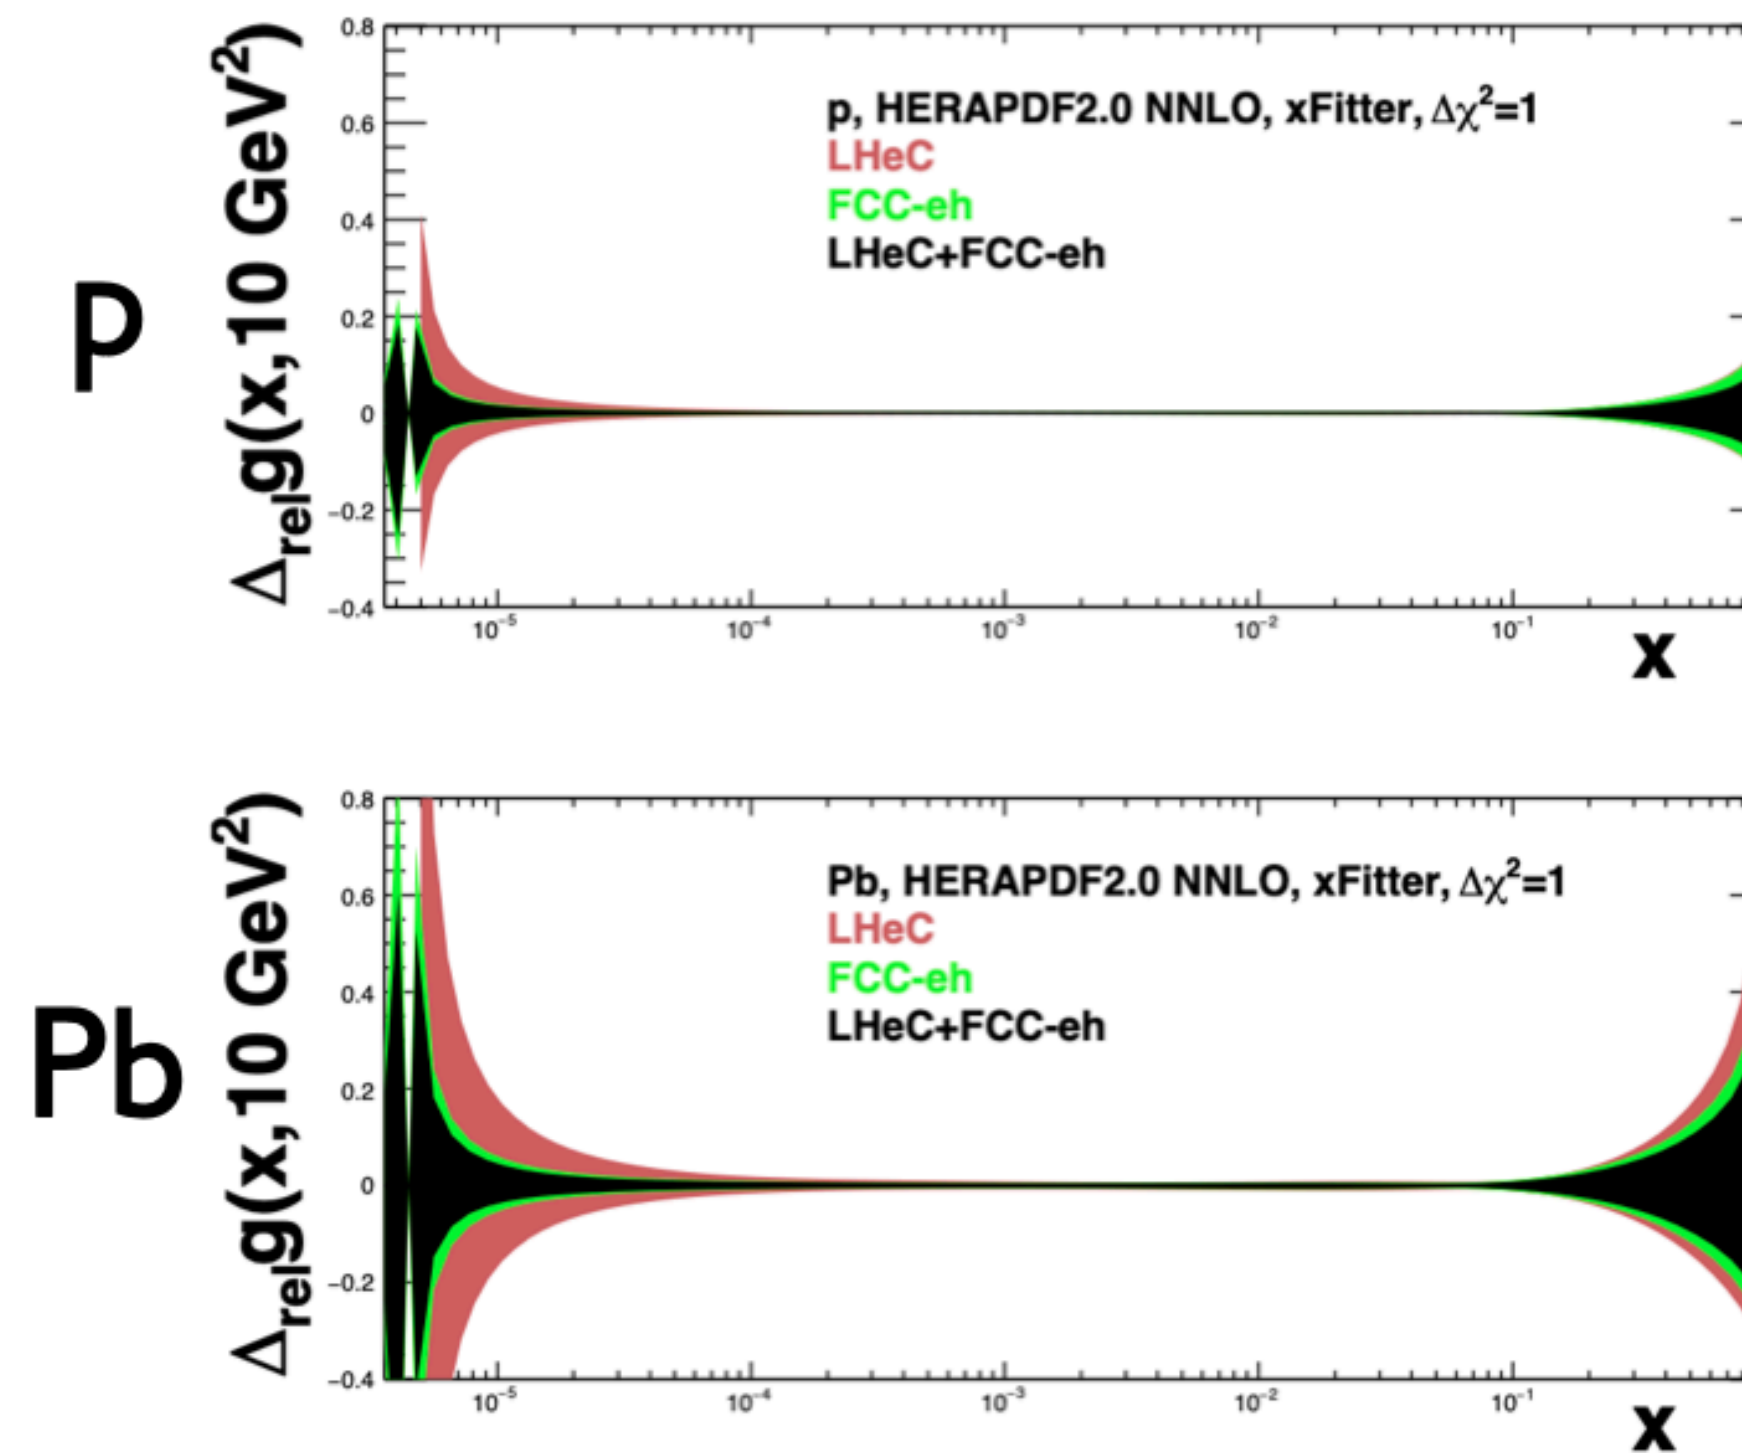 p
Δrelg(x,10 GeV²)
0.8
0.6
0.4
0.2
0
−0.2
−0.4
p, HERAPDF2.0 NNLO, xFitter, Δχ²=1
LHeC
FCC-eh
LHeC+FCC-eh
10⁻⁵ 10⁻⁴ 10⁻³ 10⁻² 10⁻¹
x
Pb
Δrelg(x,10 GeV²)
0.8
0.6
0.4
0.2
0
−0.2
−0.4
Pb, HERAPDF2.0 NNLO, xFitter, Δχ²=1
LHeC
FCC-eh
LHeC+FCC-eh
10⁻⁵ 10⁻⁴ 10⁻³ 10⁻² 10⁻¹
x